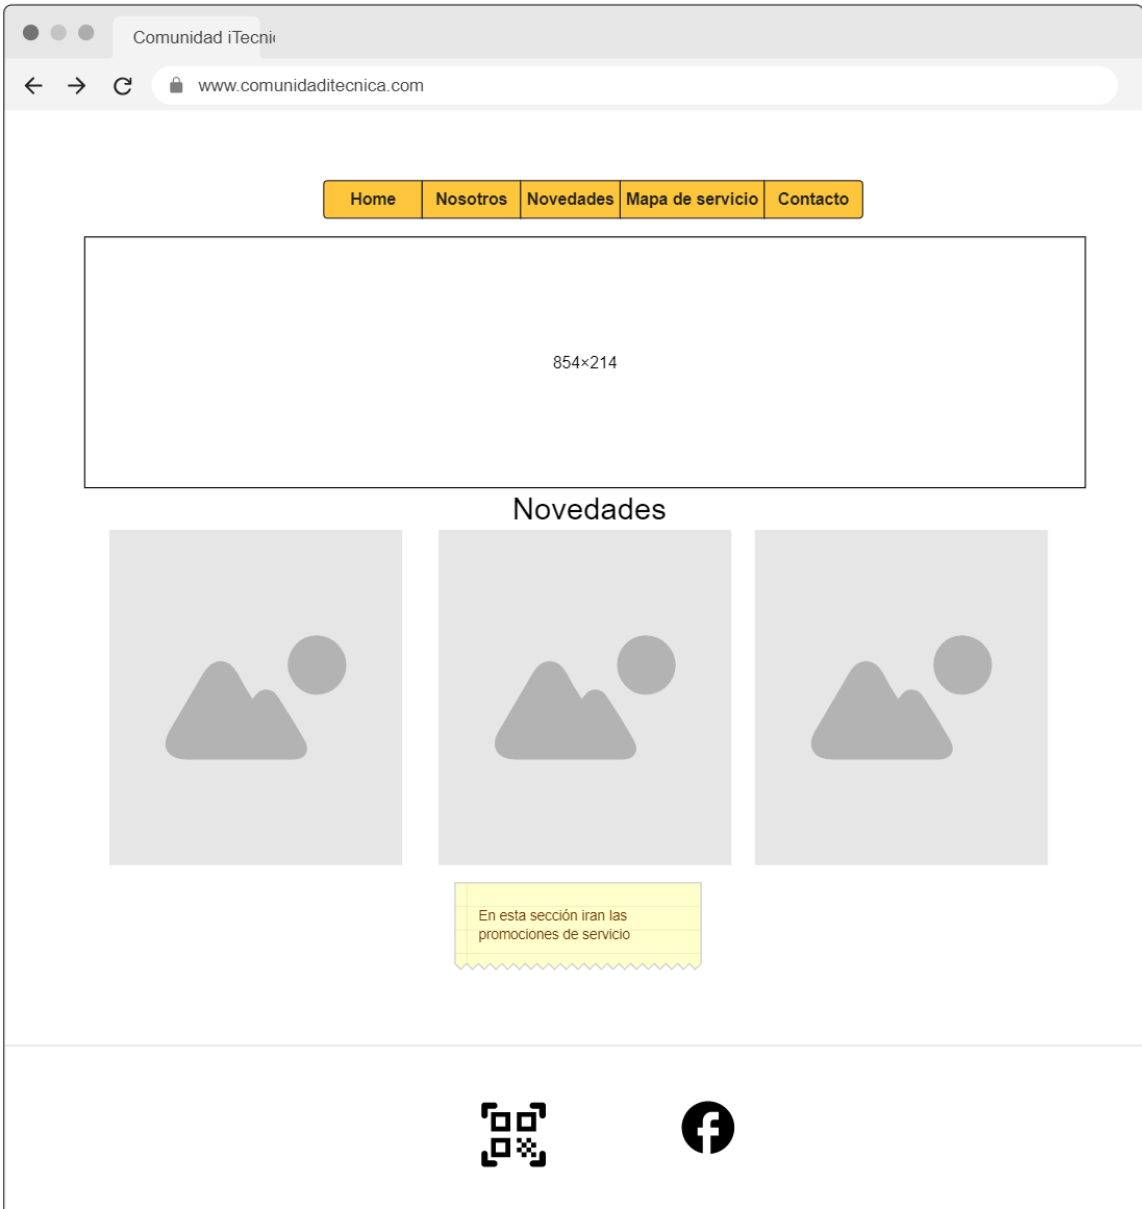 Comunidad iTecni
www.comunidaditecnica.com
Home Nosotros Novedades Mapa de servicio Contacto
854×214
Novedades
En esta sección iran las
promociones de servicio